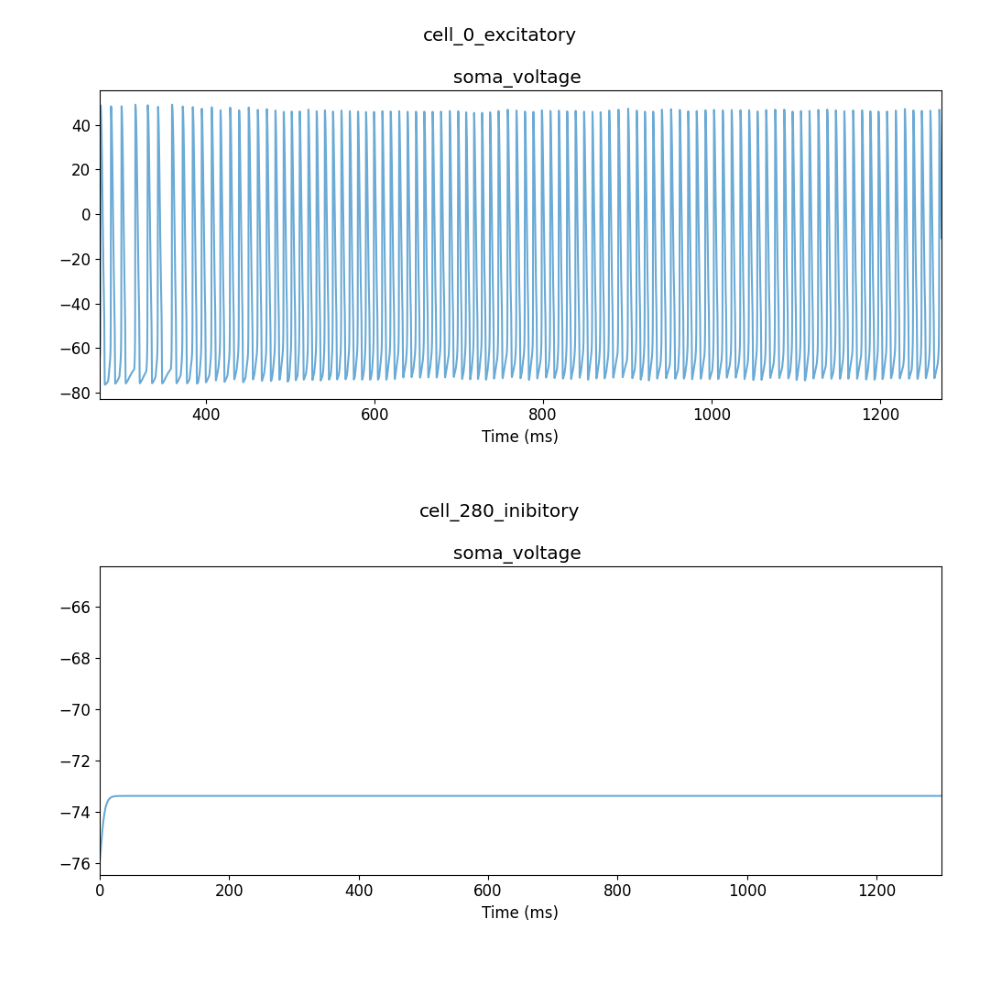 cell_0_excitatory
soma_voltage
40
20
0
−20
−40
−60
−80
400 600 800 1000 1200
Time (ms)
cell_280_inibitory
soma_voltage
−66
−68
−70
−72
−74
−76
0 200 400 600 800 1000 1200
Time (ms)